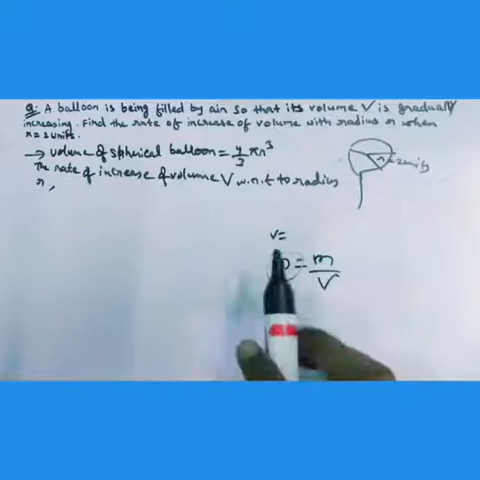 Q: A balloon is being filled by air so that its volume V is gradually
increasing. Find the rate of increase of volume with radius r when
r = 2 units.
→ volume of spherical balloon = 4/3 πr³
r = 2 units
The rate of increase of volume V w.r.t to radius
r,
V=
= m/V